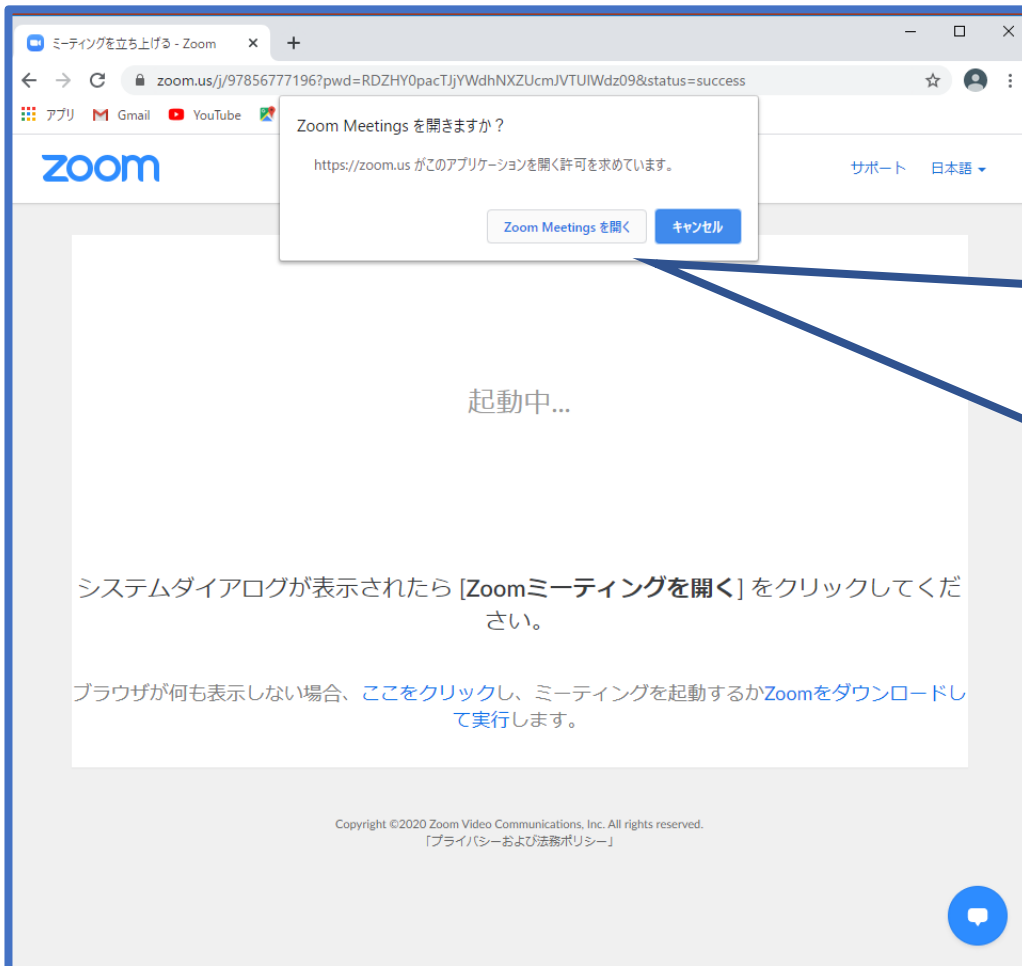 ミーティングを立ち上げる - Zoom
zoom.us/j/97856777196?pwd=RDZHY0pacTJjYWdhNXZUcmJVTUlWdz09&status=success
アプリ Gmail YouTube
Zoom Meetings を開きますか？
https://zoom.us がこのアプリケーションを開く許可を求めています。
Zoom Meetings を開く キャンセル
zoom サポート 日本語
起動中...
システムダイアログが表示されたら [Zoomミーティングを開く] をクリックしてくだ
さい。
ブラウザが何も表示しない場合、ここをクリックし、ミーティングを起動するかZoomをダウンロードし
て実行します。
Copyright ©2020 Zoom Video Communications, Inc. All rights reserved.
「プライバシーおよび法務ポリシー」